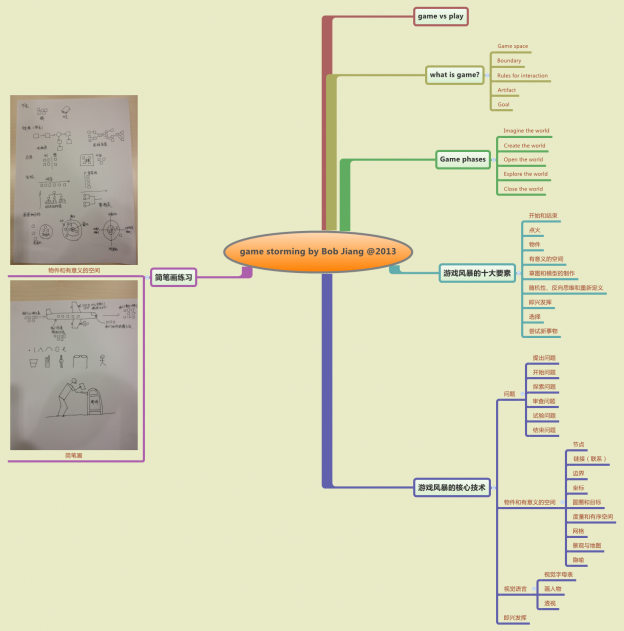 game storming by Bob Jiang @2013
game vs play
what is game?
Game space
Boundary
Rules for interaction
Artifact
Goal
Game phases
Imagine the world
Create the world
Open the world
Explore the world
Close the world
游戏风暴的十大要素
开始和结束
点火
物件
有意义的空间
草图和模型的制作
随机性、反向思维和重新定义
即兴发挥
选择
尝试新事物
游戏风暴的核心技术
问题
提出问题
开始问题
探索问题
审查问题
试验问题
结束问题
物件和有意义的空间
节点
链接（联系）
边界
坐标
圆圈和目标
度量和有序空间
网格
景观与地图
隐喻
视觉语言
视觉字母表
画人物
透视
即兴发挥
简笔画练习
物件和有意义的空间
简笔画